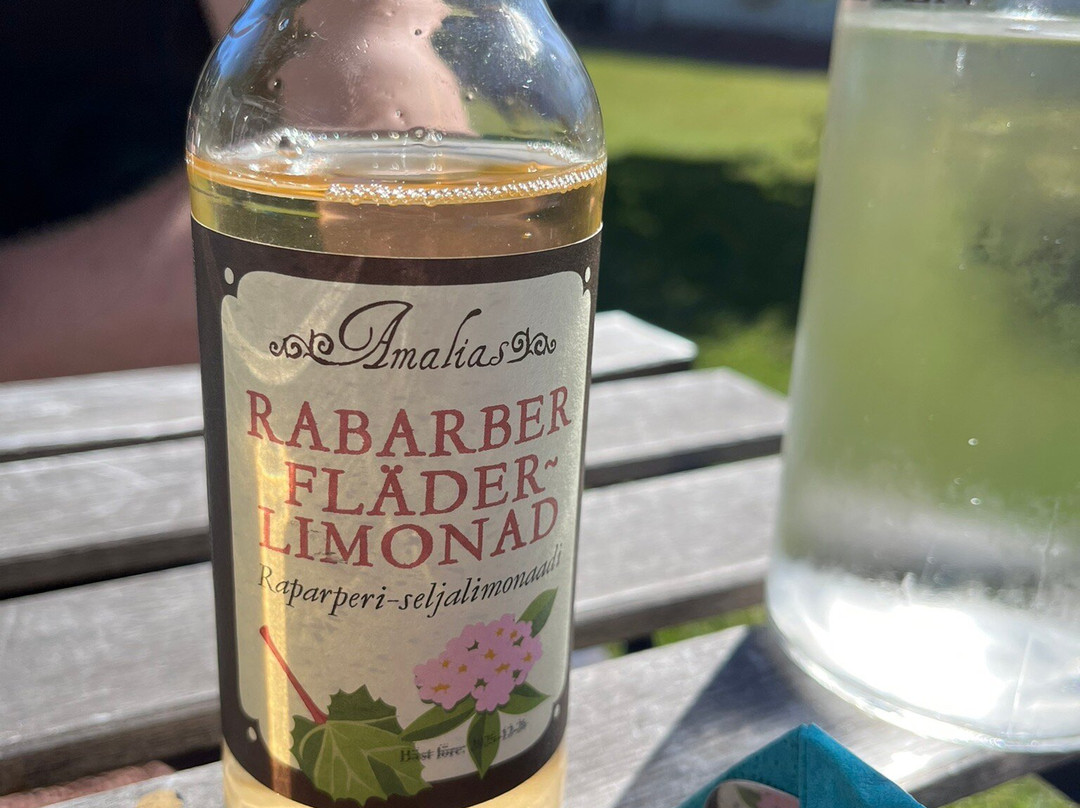 Amalias
RABARBER
FLÄDER~
LIMONAD
Raparperi-seljalimonaadi
Bäst före: